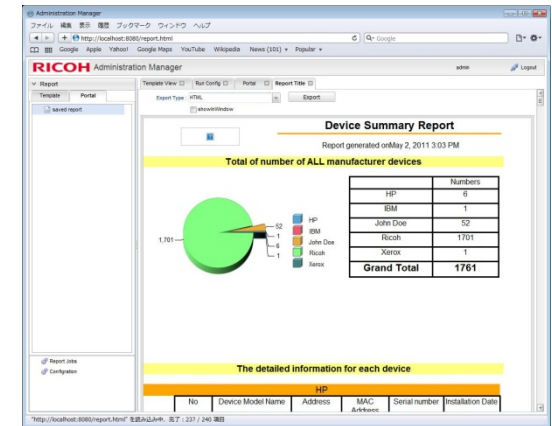 Administration Manager
ファイル 編集 表示 履歴 ブックマーク ウィンドウ ヘルプ
http://localhost:8080/report.html
Google
Google Apple Yahoo! Google Maps YouTube Wikipedia News (101) Popular
RICOH Administration Manager
admin Logout
Report
Template View Run Config Portal Report Title
Template Portal
Export Type: HTML Export
saved report
showInWindow
Device Summary Report
Report generated onMay 2, 2011 3:03 PM
Total of number of ALL manufacturer devices
Numbers
HP 6
IBM 1
John Doe 52
Ricoh 1701
Xerox 1
Grand Total 1761
1,701
52
1
6
1
HP
IBM
John Doe
Ricoh
Xerox
Report Jobs
Configration
The detailed information for each device
HP
No Device Model Name Address MAC Address Serial number Installation Date
"http://localhost:8080/report.html" を読み込み中、完了: 237 / 240 項目